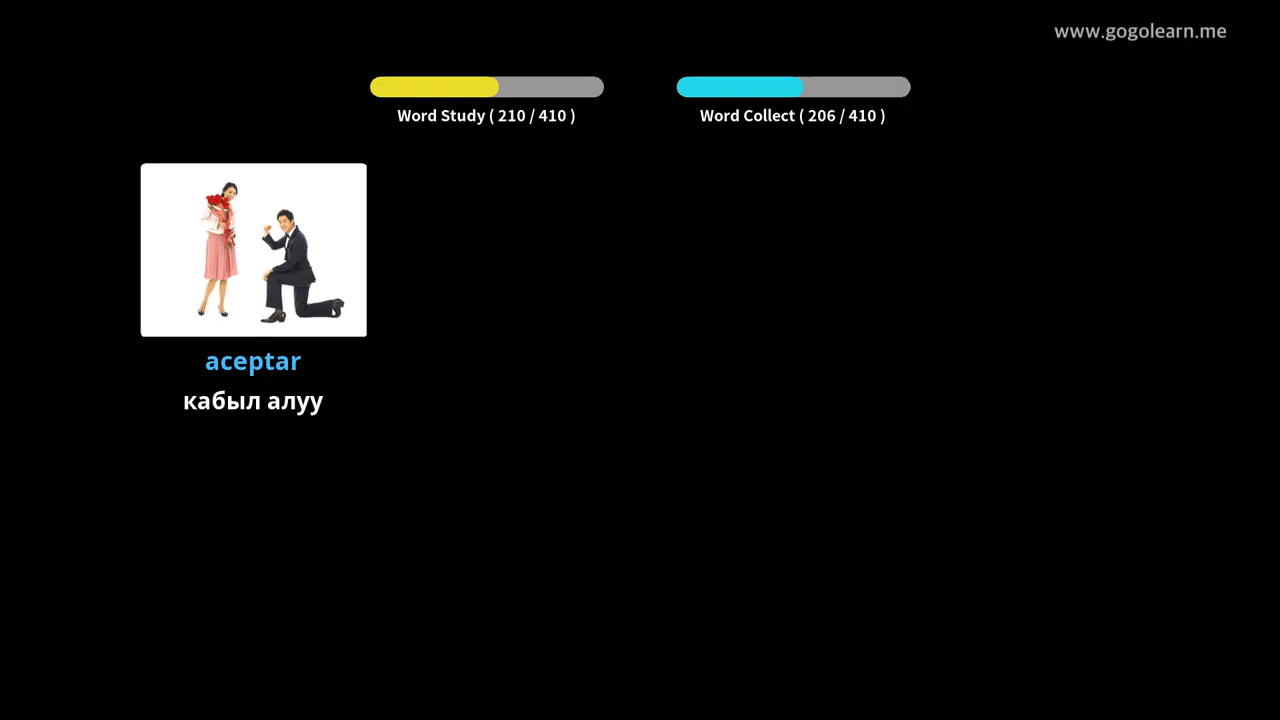 www.gogolearn.me
Word Study ( 210 / 410 )
Word Collect ( 206 / 410 )
aceptar
кабыл алуу